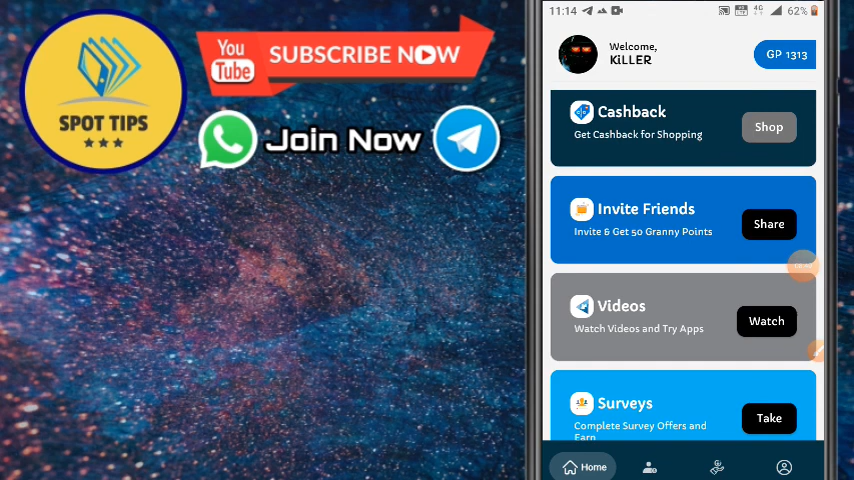 SPOT TIPS
You
Tube
SUBSCRIBE NOW
Join Now
11:14
4G
62%
Welcome,
KiLLER
GP 1313
Cashback
Get Cashback for Shopping
Shop
Invite Friends
Invite & Get 50 Granny Points
Share
Videos
Watch Videos and Try Apps
Watch
Surveys
Complete Survey Offers and
Earn
Take
Home